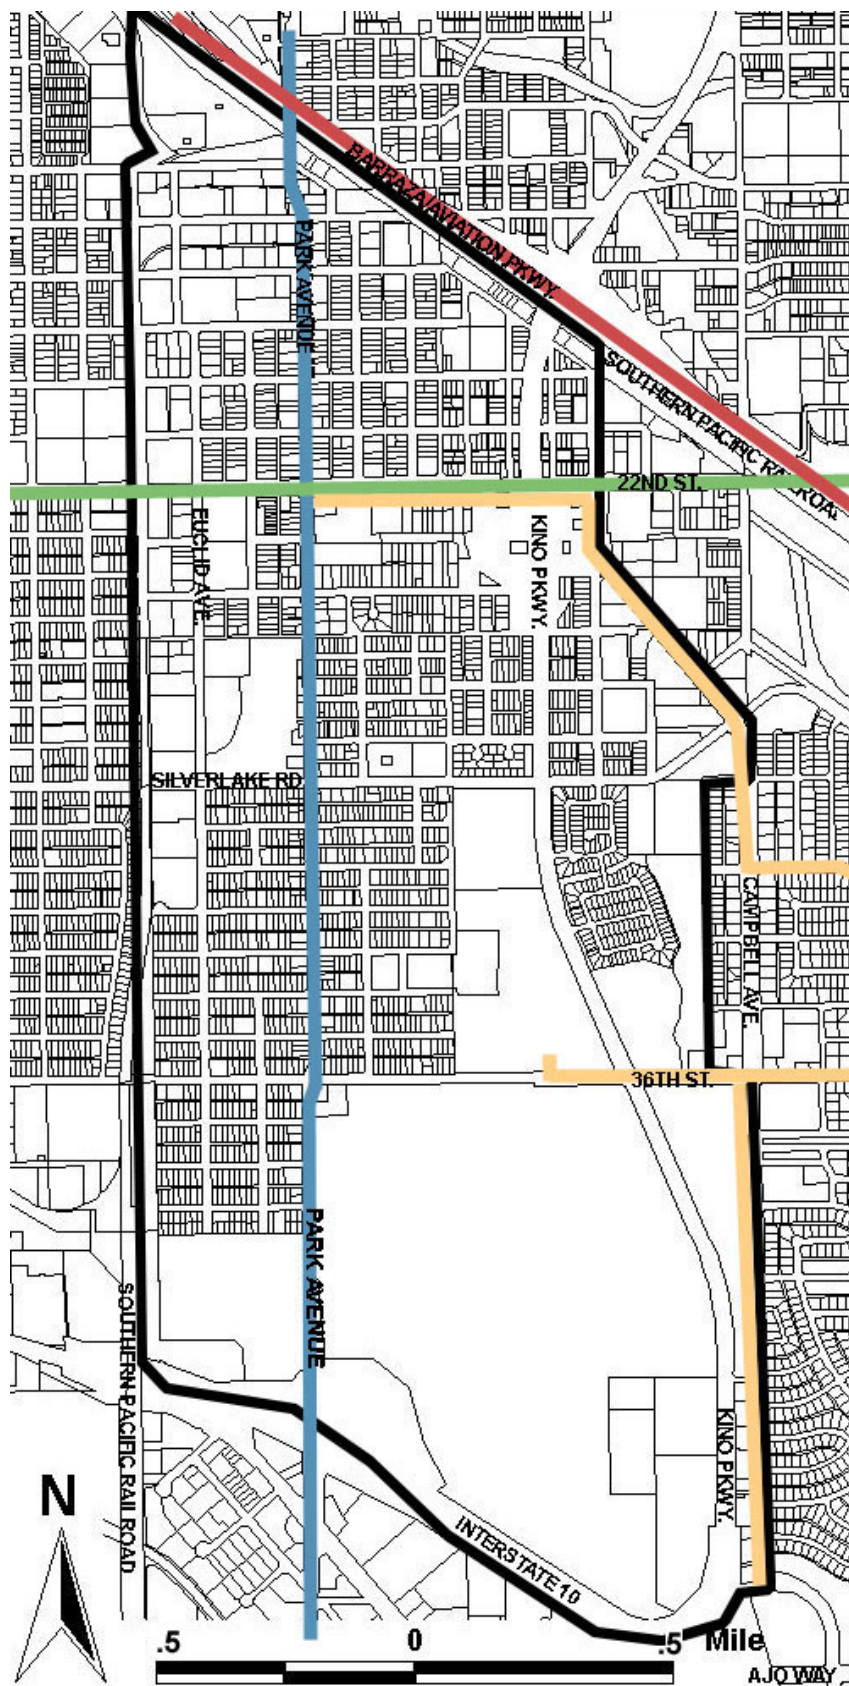 BARRAZA/AVIATION PKWY.
PARK AVENUE
SOUTHERN PACIFIC RAILROAD
22ND ST.
EUCLID AVE.
KINO PKWY.
SILVERLAKE RD
CAMPBELL AVE.
36TH ST.
PARK AVENUE
SOUTHERN PACIFIC RAIL ROAD
KINO PKWY.
N
INTERSTATE 10
.5 0 .5 Mile
AJO WAY